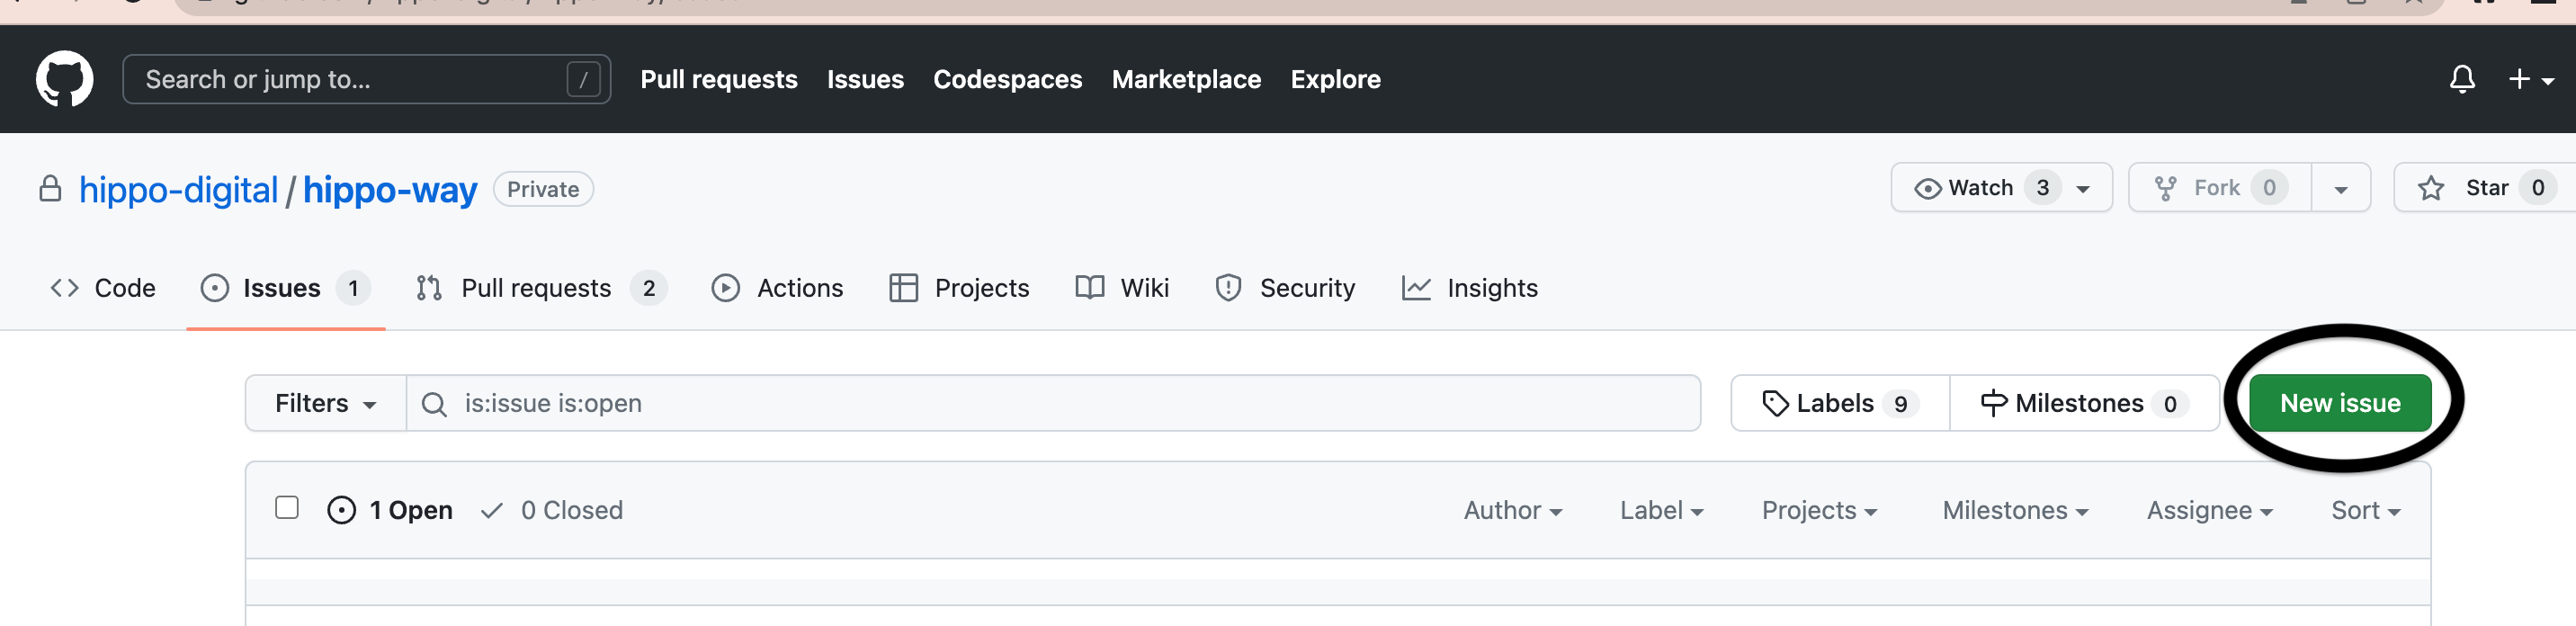 Search or jump to... / Pull requests Issues Codespaces Marketplace Explore
hippo-digital / hippo-way Private Watch 3 Fork 0 Star 0
Code Issues 1 Pull requests 2 Actions Projects Wiki Security Insights
Filters is:issue is:open Labels 9 Milestones 0 New issue
1 Open 0 Closed Author Label Projects Milestones Assignee Sort